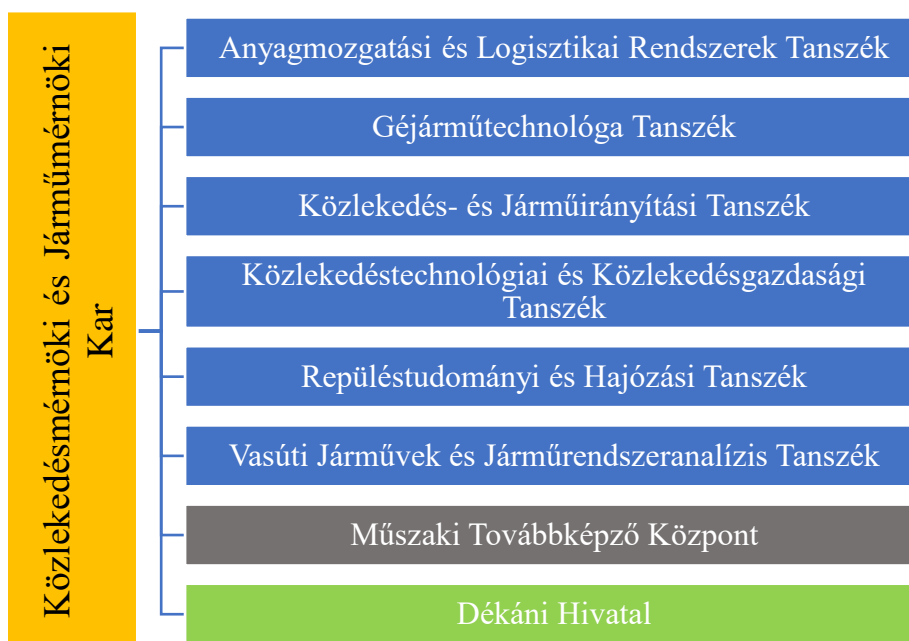 Közlekedésmérnöki és Járműmérnöki
Kar
Anyagmozgatási és Logisztikai Rendszerek Tanszék
Géjárműtechnológa Tanszék
Közlekedés- és Járműirányítási Tanszék
Közlekedéstechnológiai és Közlekedésgazdasági
Tanszék
Repüléstudományi és Hajózási Tanszék
Vasúti Járművek és Járműrendszeranalízis Tanszék
Műszaki Továbbképző Központ
Dékáni Hivatal